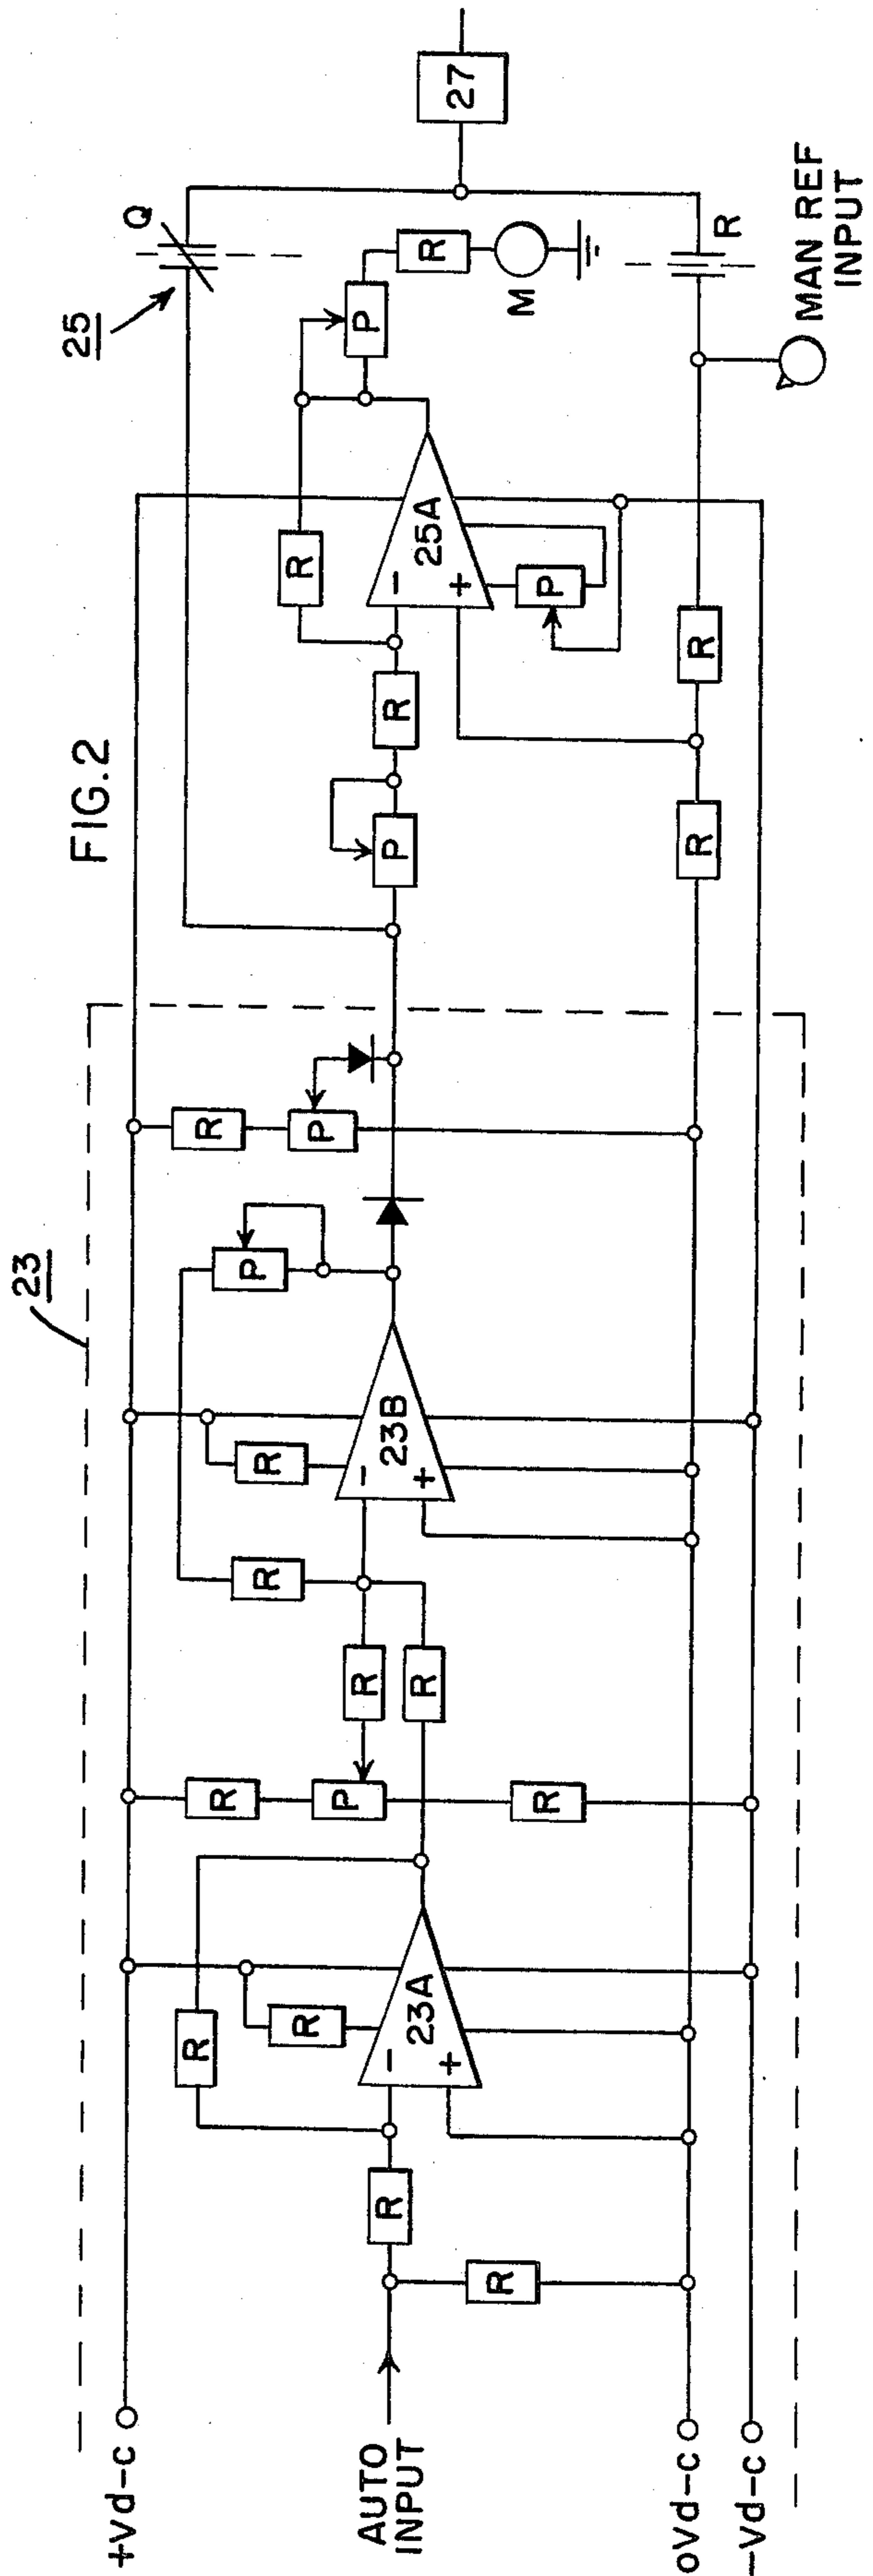 FIG.2
23
25
+Vd-c
Q
R
R
R
R
R
R
P
P
R
P
R
P
R
AUTO
INPUT
R
-
+
23A
R
R
-
+
23B
P
R
-
+
25A
27
R
R
P
M
oVd-c
R
R
R
-Vd-c
MAN REF
INPUT